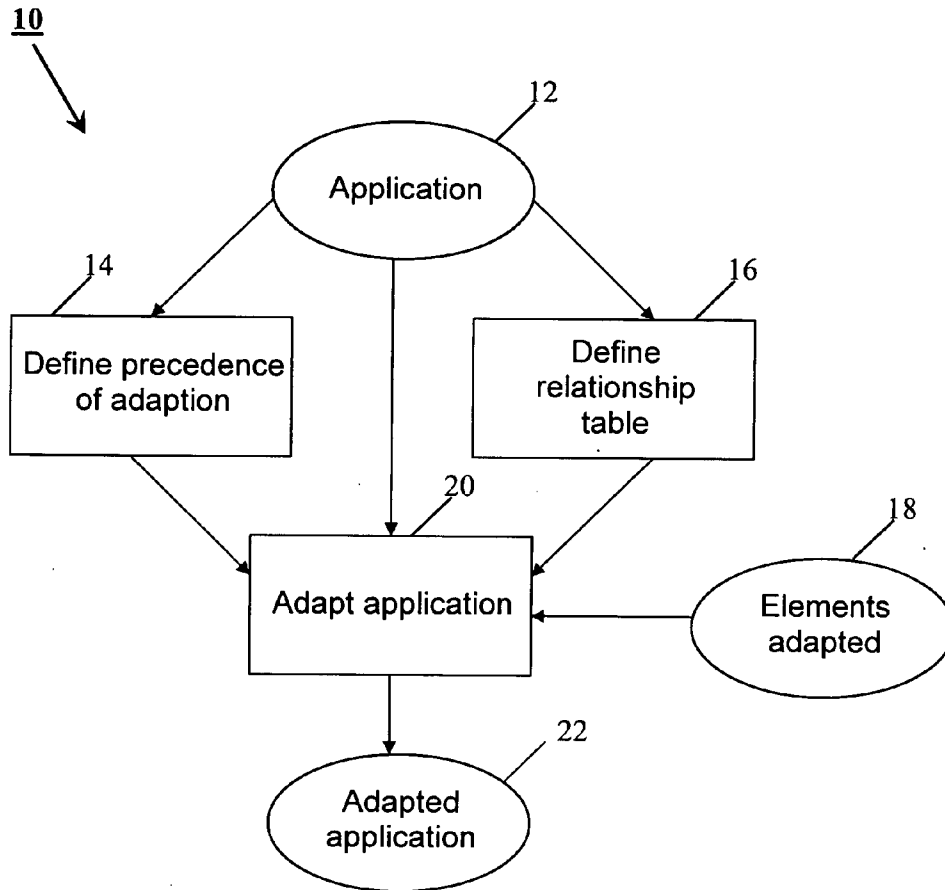 10
12
Application
14
16
Define precedence
of adaption
Define
relationship
table
20
18
Adapt application
Elements
adapted
22
Adapted
application